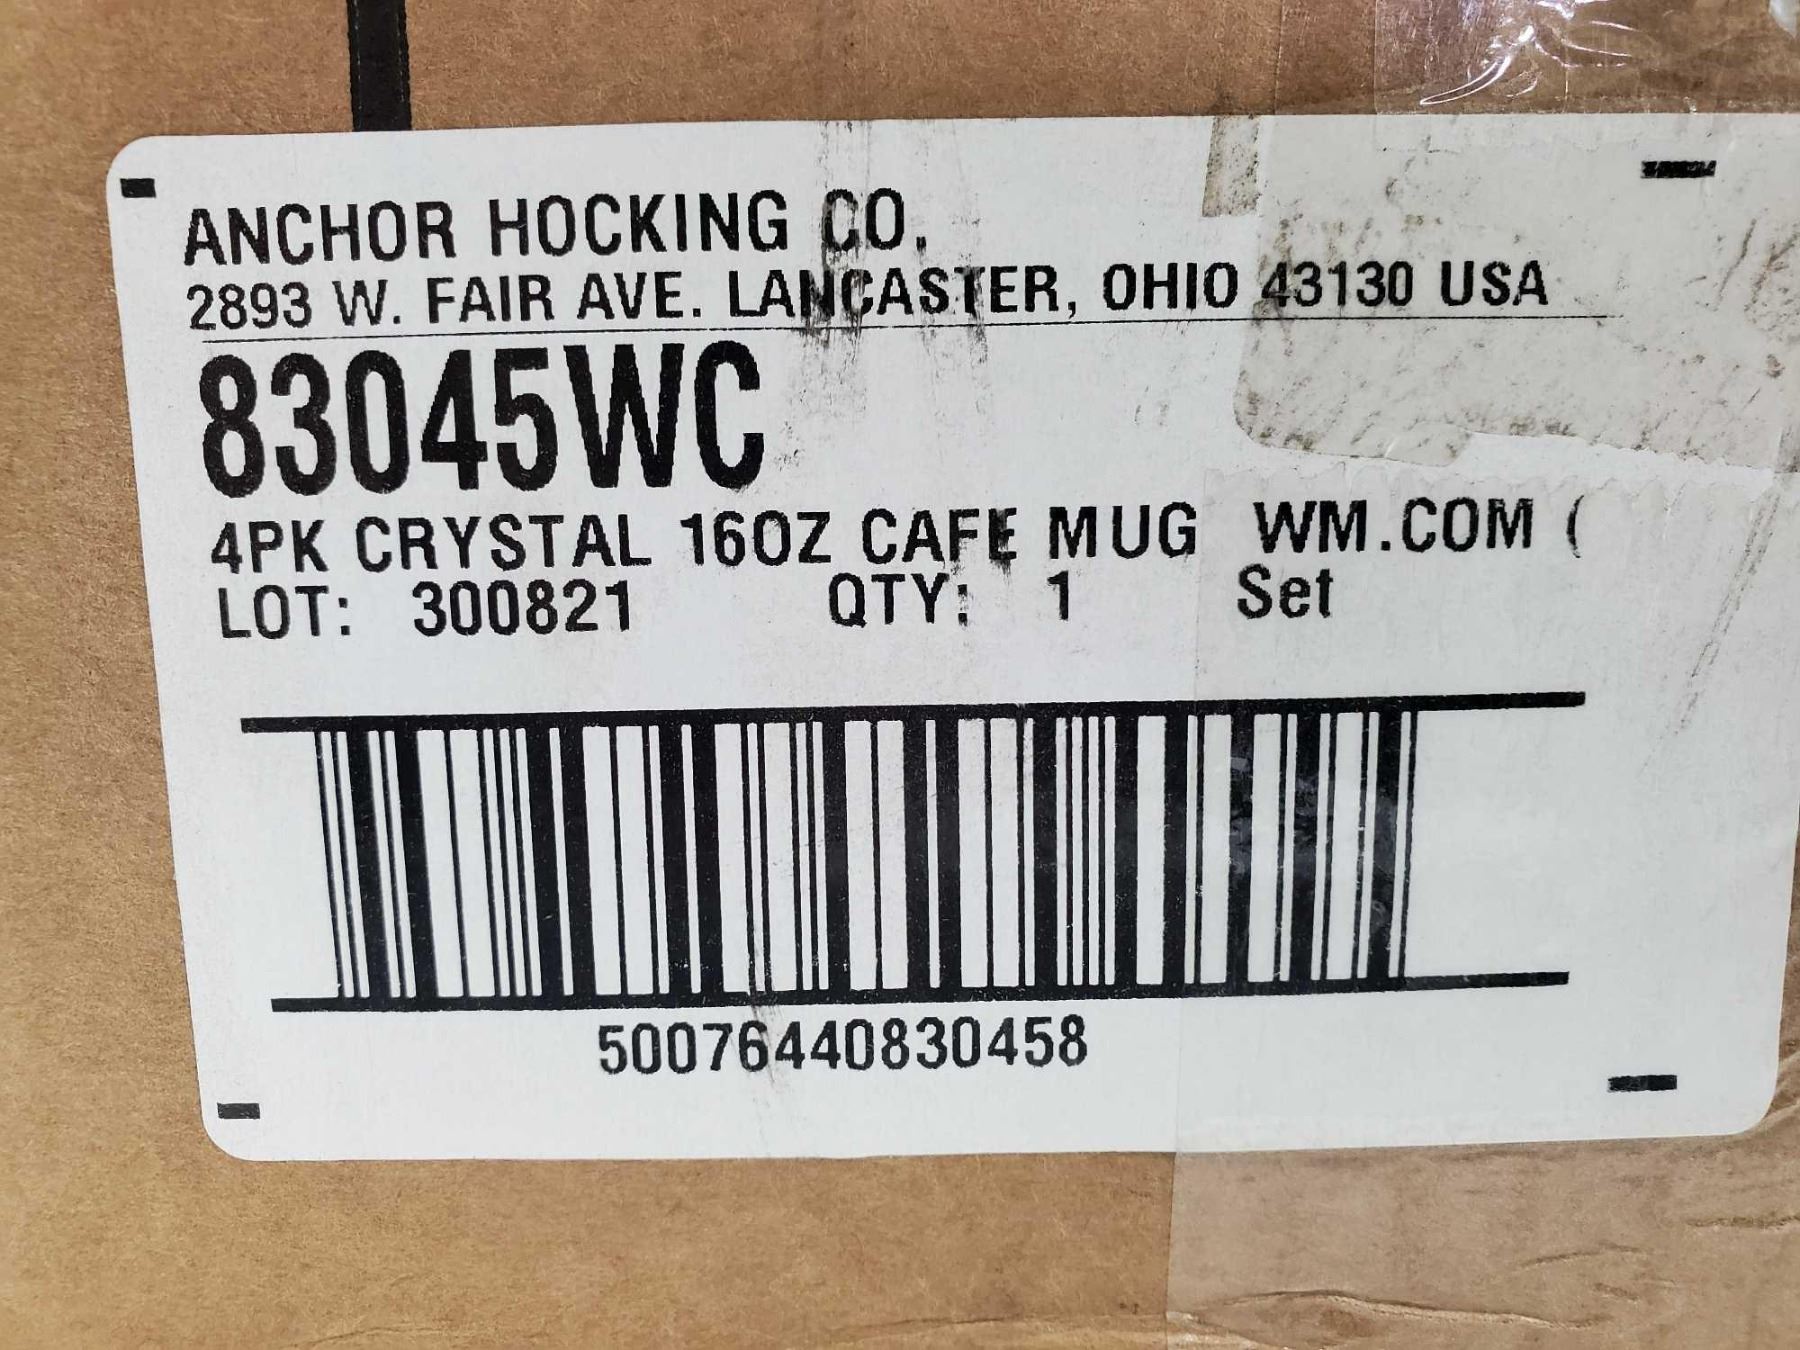 ANCHOR HOCKING CO.
2893 W. FAIR AVE. LANCASTER, OHIO 43130 USA
83045WC
4PK CRYSTAL 16OZ CAFE MUG WM.COM (
LOT: 300821 QTY: 1 Set
50076440830458